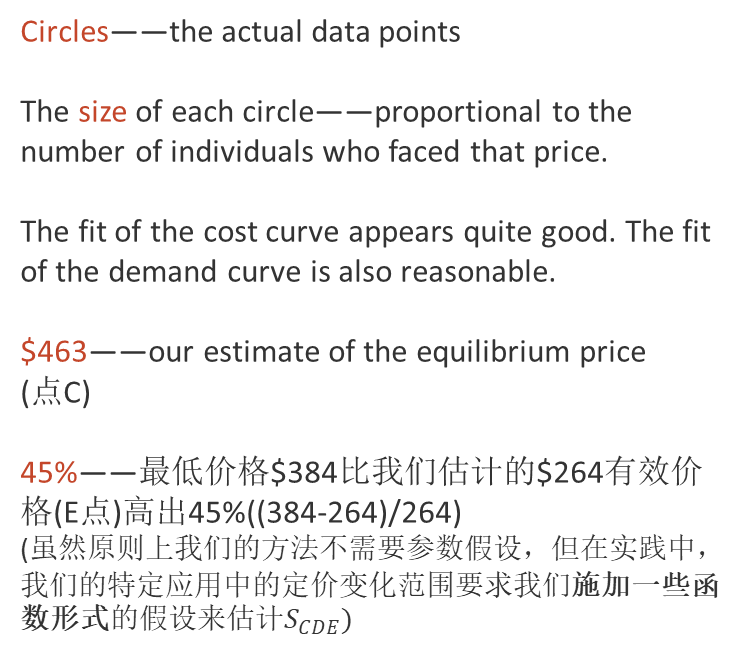 Circles——the actual data points
The size of each circle——proportional to the
number of individuals who faced that price.
The fit of the cost curve appears quite good. The fit
of the demand curve is also reasonable.
$463——our estimate of the equilibrium price
(点C)
45%——最低价格$384比我们估计的$264有效价
格(E点)高出45%((384-264)/264)
(虽然原则上我们的方法不需要参数假设，但在实践中，
我们的特定应用中的定价变化范围要求我们施加一些函
数形式的假设来估计S_{CDE})